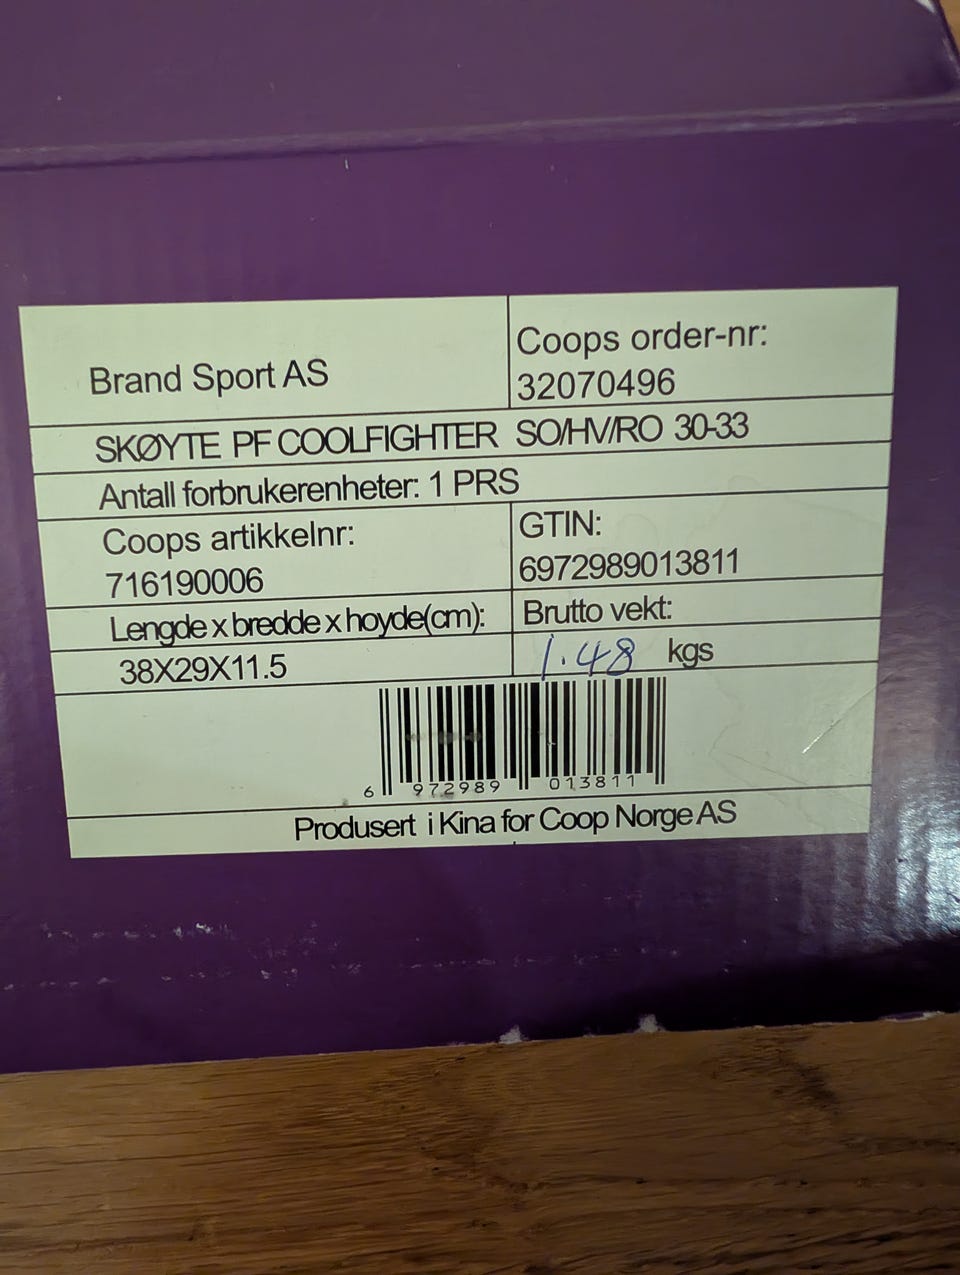 Brand Sport AS
Coops order-nr:
32070496
SKØYTE PF COOLFIGHTER SO/HV/RO 30-33
Antall forbrukerenheter: 1 PRS
Coops artikkelnr:
716190006
GTIN:
6972989013811
Lengde x bredde x hoyde(cm):
38X29X11.5
Brutto vekt:
1.48 kgs
6 972989 013811
Produsert i Kina for Coop Norge AS